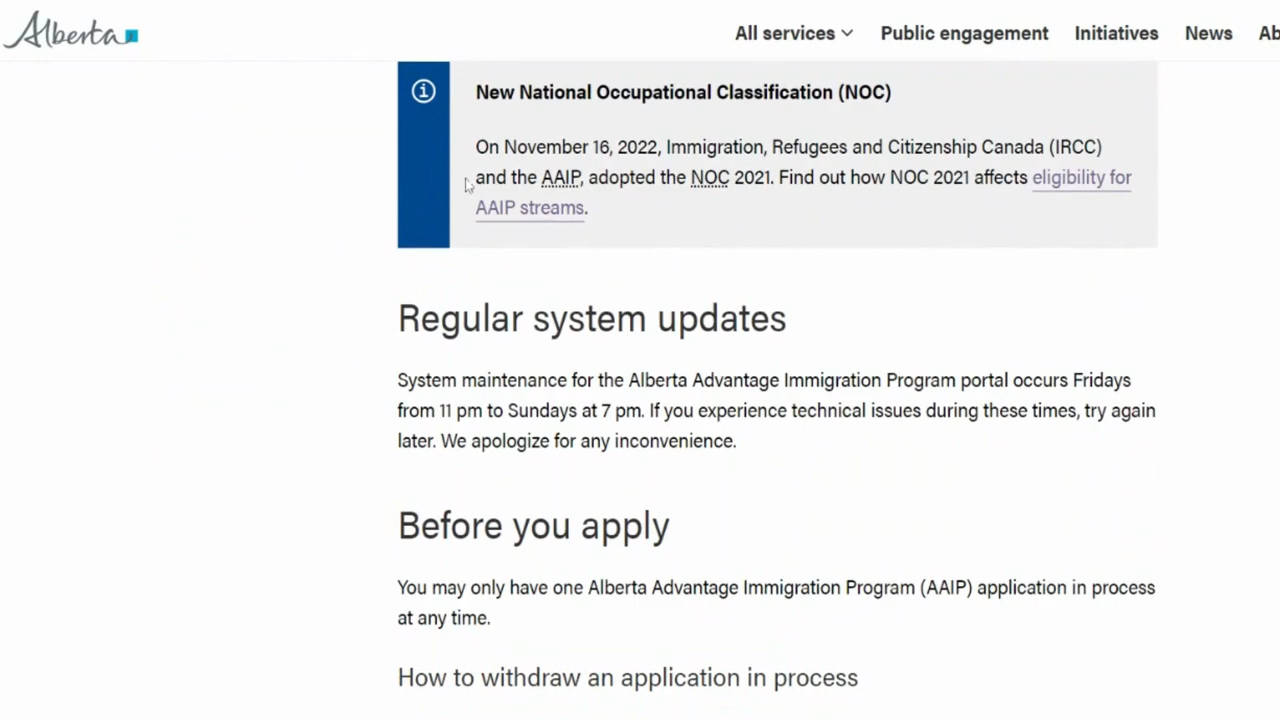 Alberta
All services Public engagement Initiatives News Ab
New National Occupational Classification (NOC)
On November 16, 2022, Immigration, Refugees and Citizenship Canada (IRCC)
and the AAIP, adopted the NOC 2021. Find out how NOC 2021 affects eligibility for
AAIP streams.
Regular system updates
System maintenance for the Alberta Advantage Immigration Program portal occurs Fridays
from 11 pm to Sundays at 7 pm. If you experience technical issues during these times, try again
later. We apologize for any inconvenience.
Before you apply
You may only have one Alberta Advantage Immigration Program (AAIP) application in process
at any time.
How to withdraw an application in process